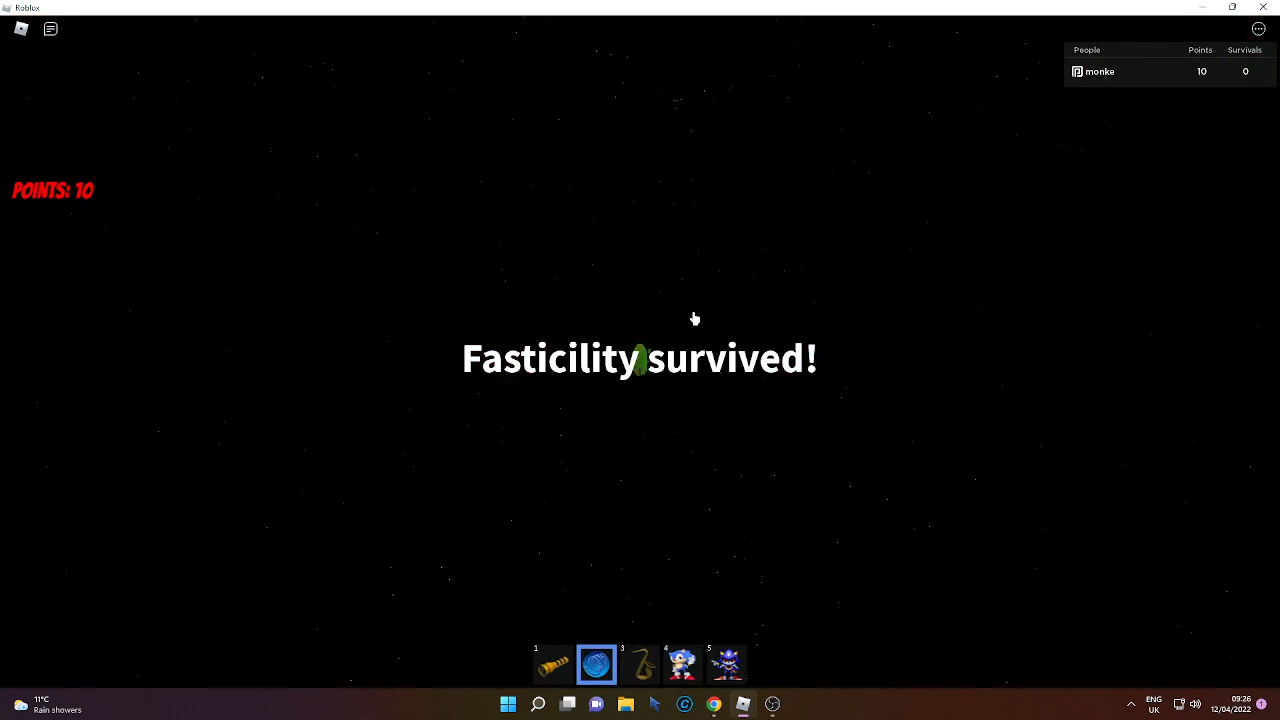 Roblox
People Points Survivals
monke 10 0
POINTS: 10
Fasticility survived!
1 3 4 5
11°C
Rain showers
ENG
UK
09:26
12/04/2022